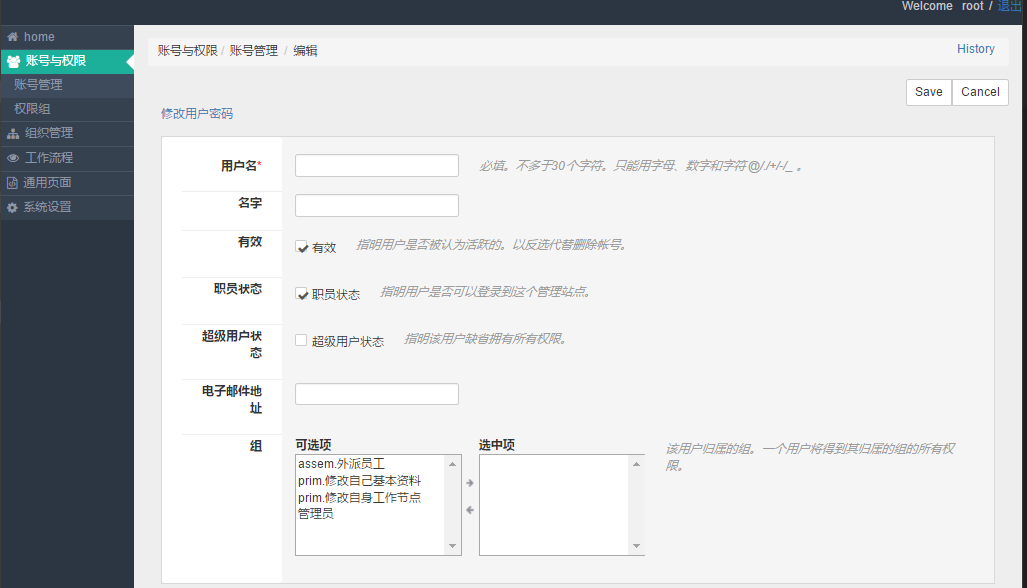 Welcome root / 退出
home
账号与权限
账号管理
权限组
组织管理
工作流程
通用页面
系统设置
账号与权限 / 账号管理 / 编辑
History
Save
Cancel
修改用户密码
用户名*
必填。不多于30个字符。只能用字母、数字和字符 @/./+/-/_ 。
名字
有效
有效
指明用户是否被认为活跃的。以反选代替删除帐号。
职员状态
职员状态
指明用户是否可以登录到这个管理站点。
超级用户状
态
超级用户状态
指明该用户缺省拥有所有权限。
电子邮件地
址
组
可选项
assem.外派员工
prim.修改自己基本资料
prim.修改自身工作节点
管理员
选中项
该用户归属的组。一个用户将得到其归属的组的所有权
限。